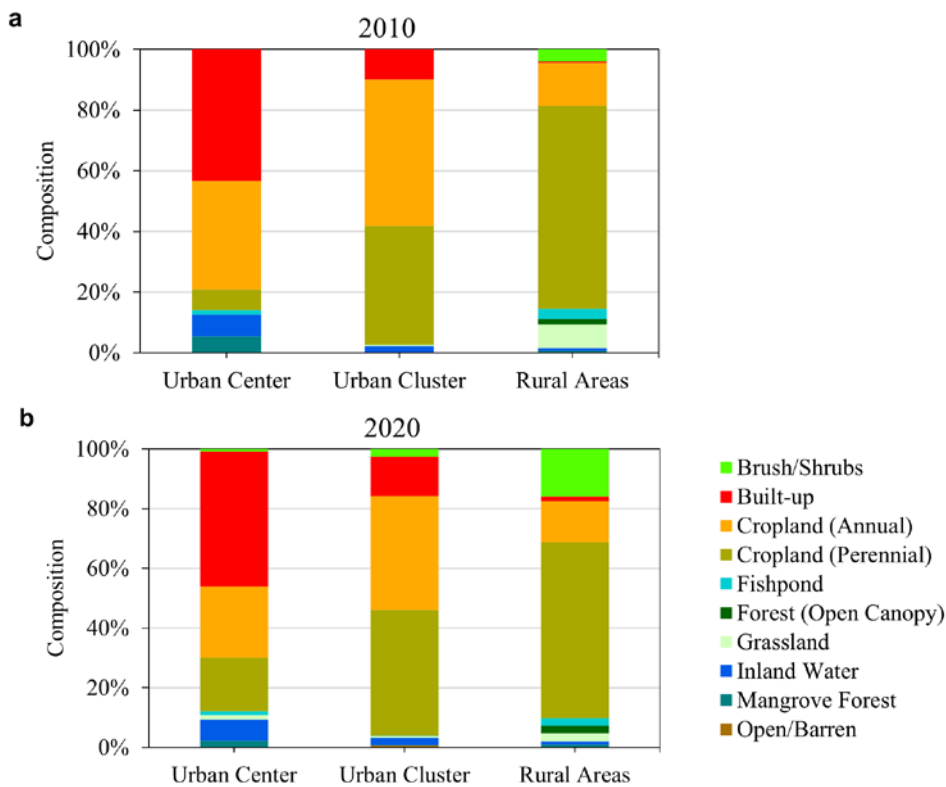 a
2010
100%
80%
60%
40%
20%
0%
Composition
Urban Center
Urban Cluster
Rural Areas
b
2020
100%
80%
60%
40%
20%
0%
Composition
Urban Center
Urban Cluster
Rural Areas
Brush/Shrubs
Built-up
Cropland (Annual)
Cropland (Perennial)
Fishpond
Forest (Open Canopy)
Grassland
Inland Water
Mangrove Forest
Open/Barren